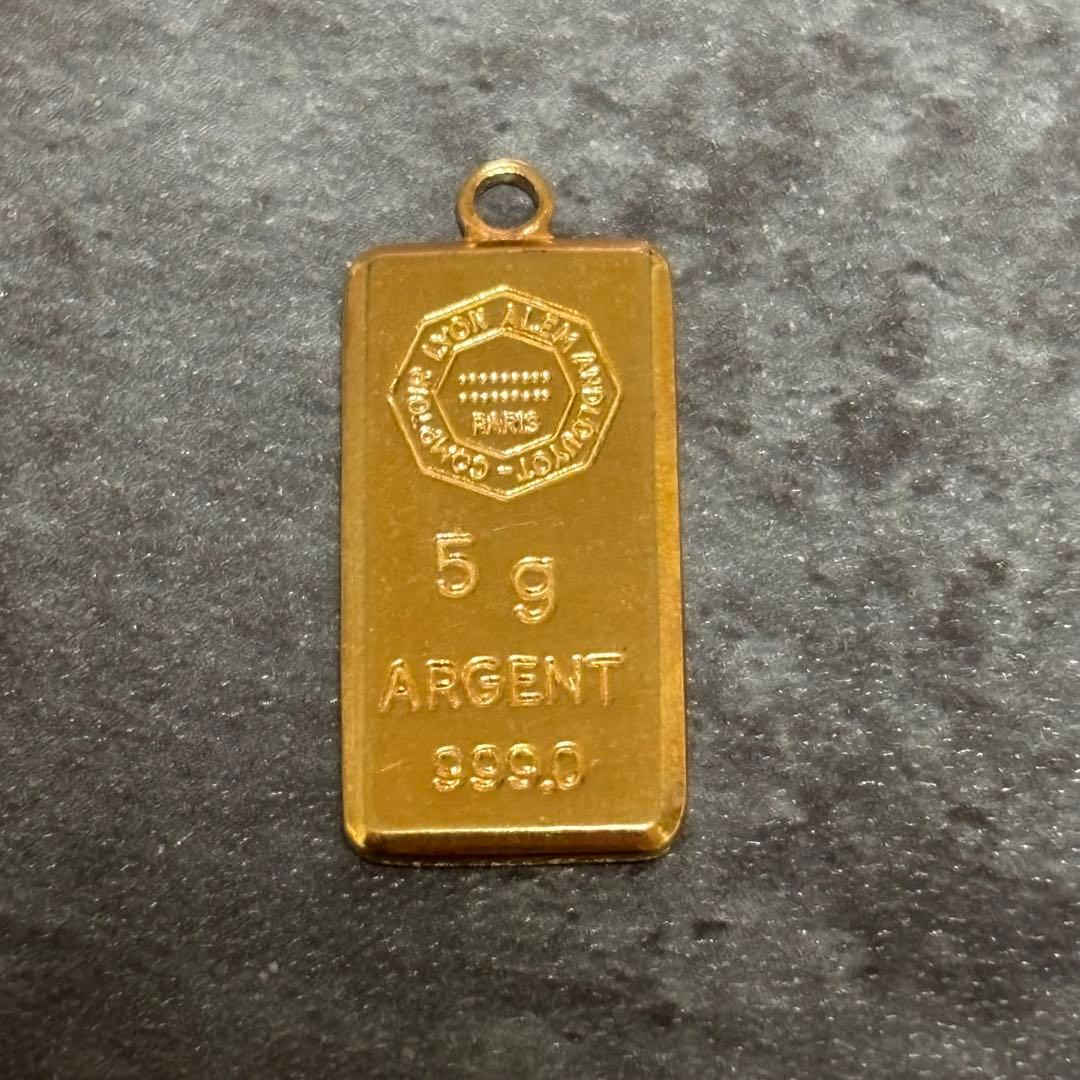 COMPTOIR LYON ALEMAND LOUYOT -
PARIS
5 g
ARGENT
999,0